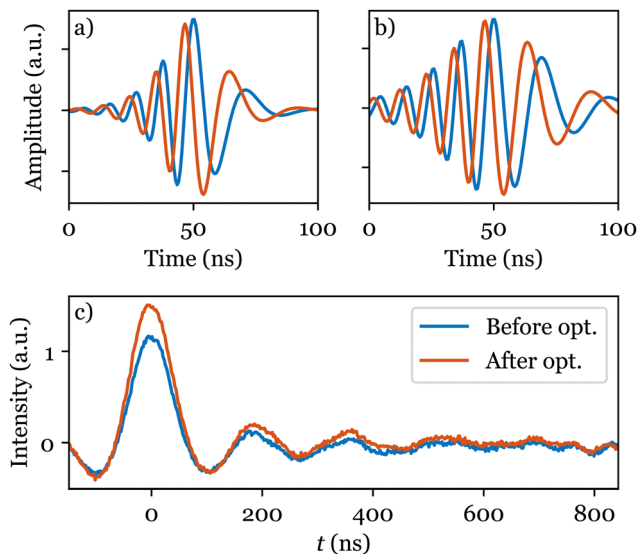 a)
b)
Amplitude (a.u.)
0
50
100
0
50
100
Time (ns)
Time (ns)
c)
Before opt.
After opt.
Intensity (a.u.)
1
0
0
200
400
600
800
t (ns)